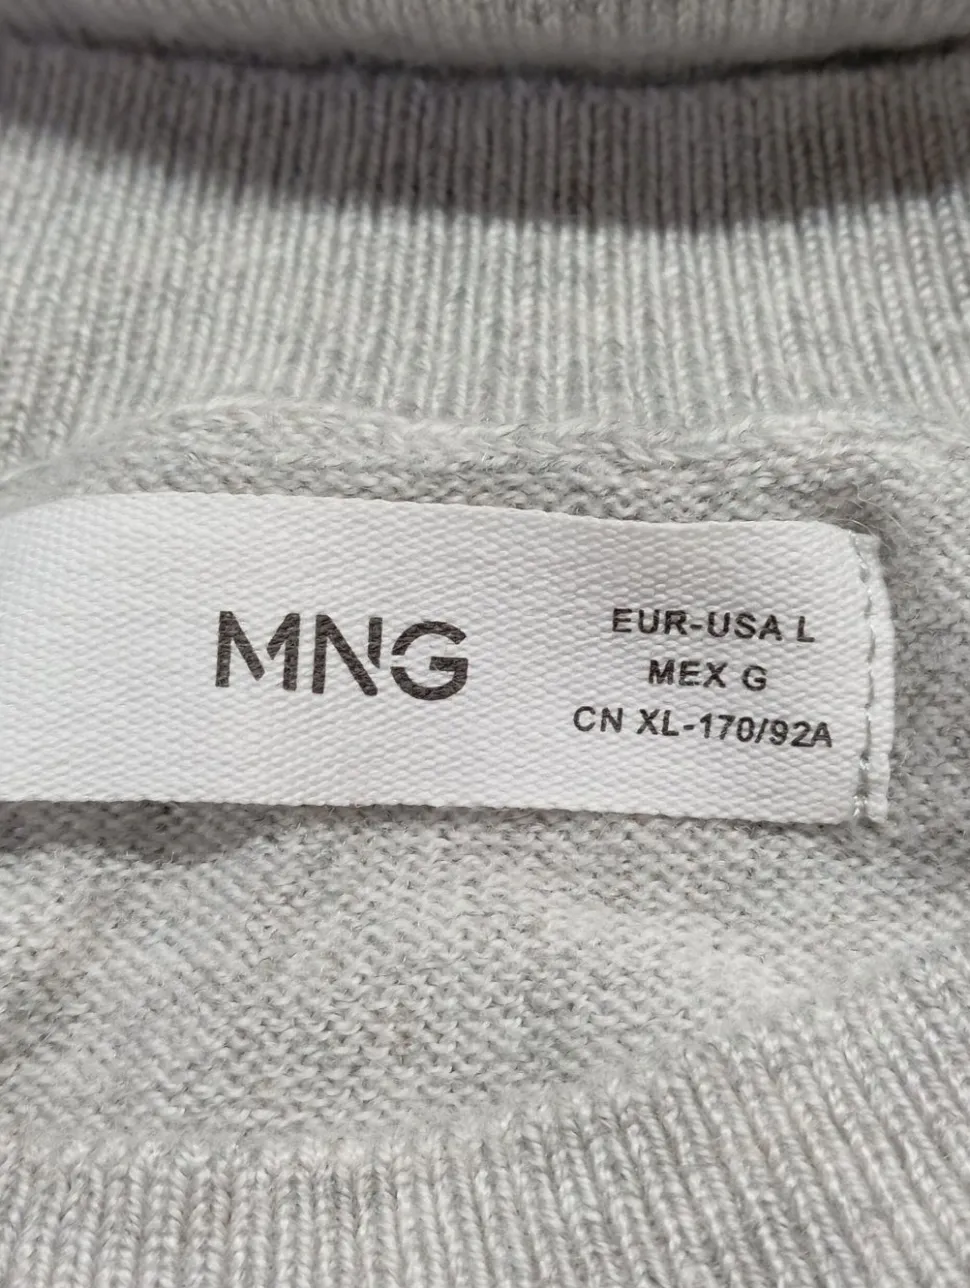 MNG
EUR-USA L
MEX G
CN XL-170/92A